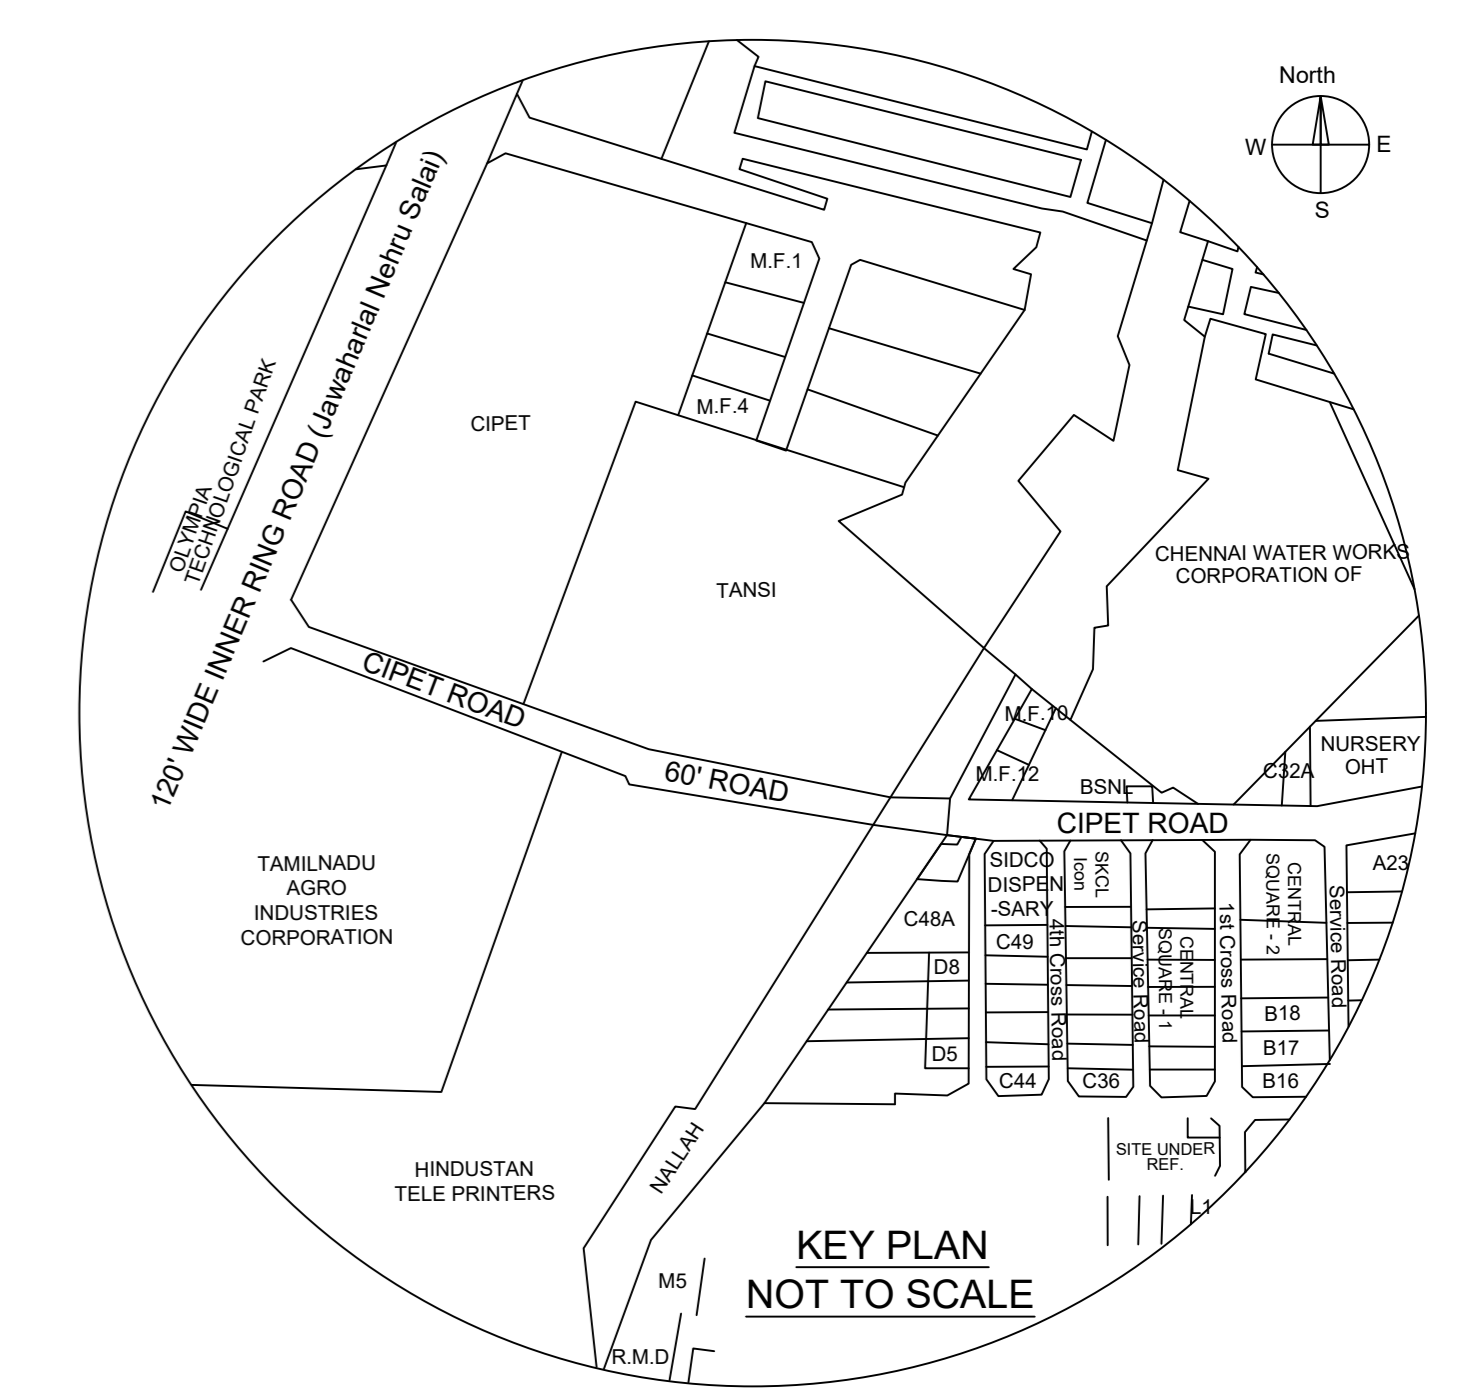 North
W
E
S
M.F.1
M.F.4
CIPET
OLYMPIA
TECHNOLOGICAL PARK
120' WIDE INNER RING ROAD (Jawaharlal Nehru Salai)
TANSI
CHENNAI WATER WORKS
CORPORATION OF
CIPET ROAD
60' ROAD
M.F.10
M.F.12
BSNL
C32A
NURSERY
OHT
CIPET ROAD
TAMILNADU
AGRO
INDUSTRIES
CORPORATION
SIDCO
DISPEN
-SARY
SKCL
Icon
CENTRAL
SQUARE - 2
A23
C48A
C49
4th Cross Road
Service Road
CENTRAL
SQUARE - 1
1st Cross Road
Service Road
D8
D5
C44
C36
B18
B17
B16
NALLAH
HINDUSTAN
TELE PRINTERS
SITE UNDER
REF.
L1
M5
R.M.D
KEY PLAN
NOT TO SCALE